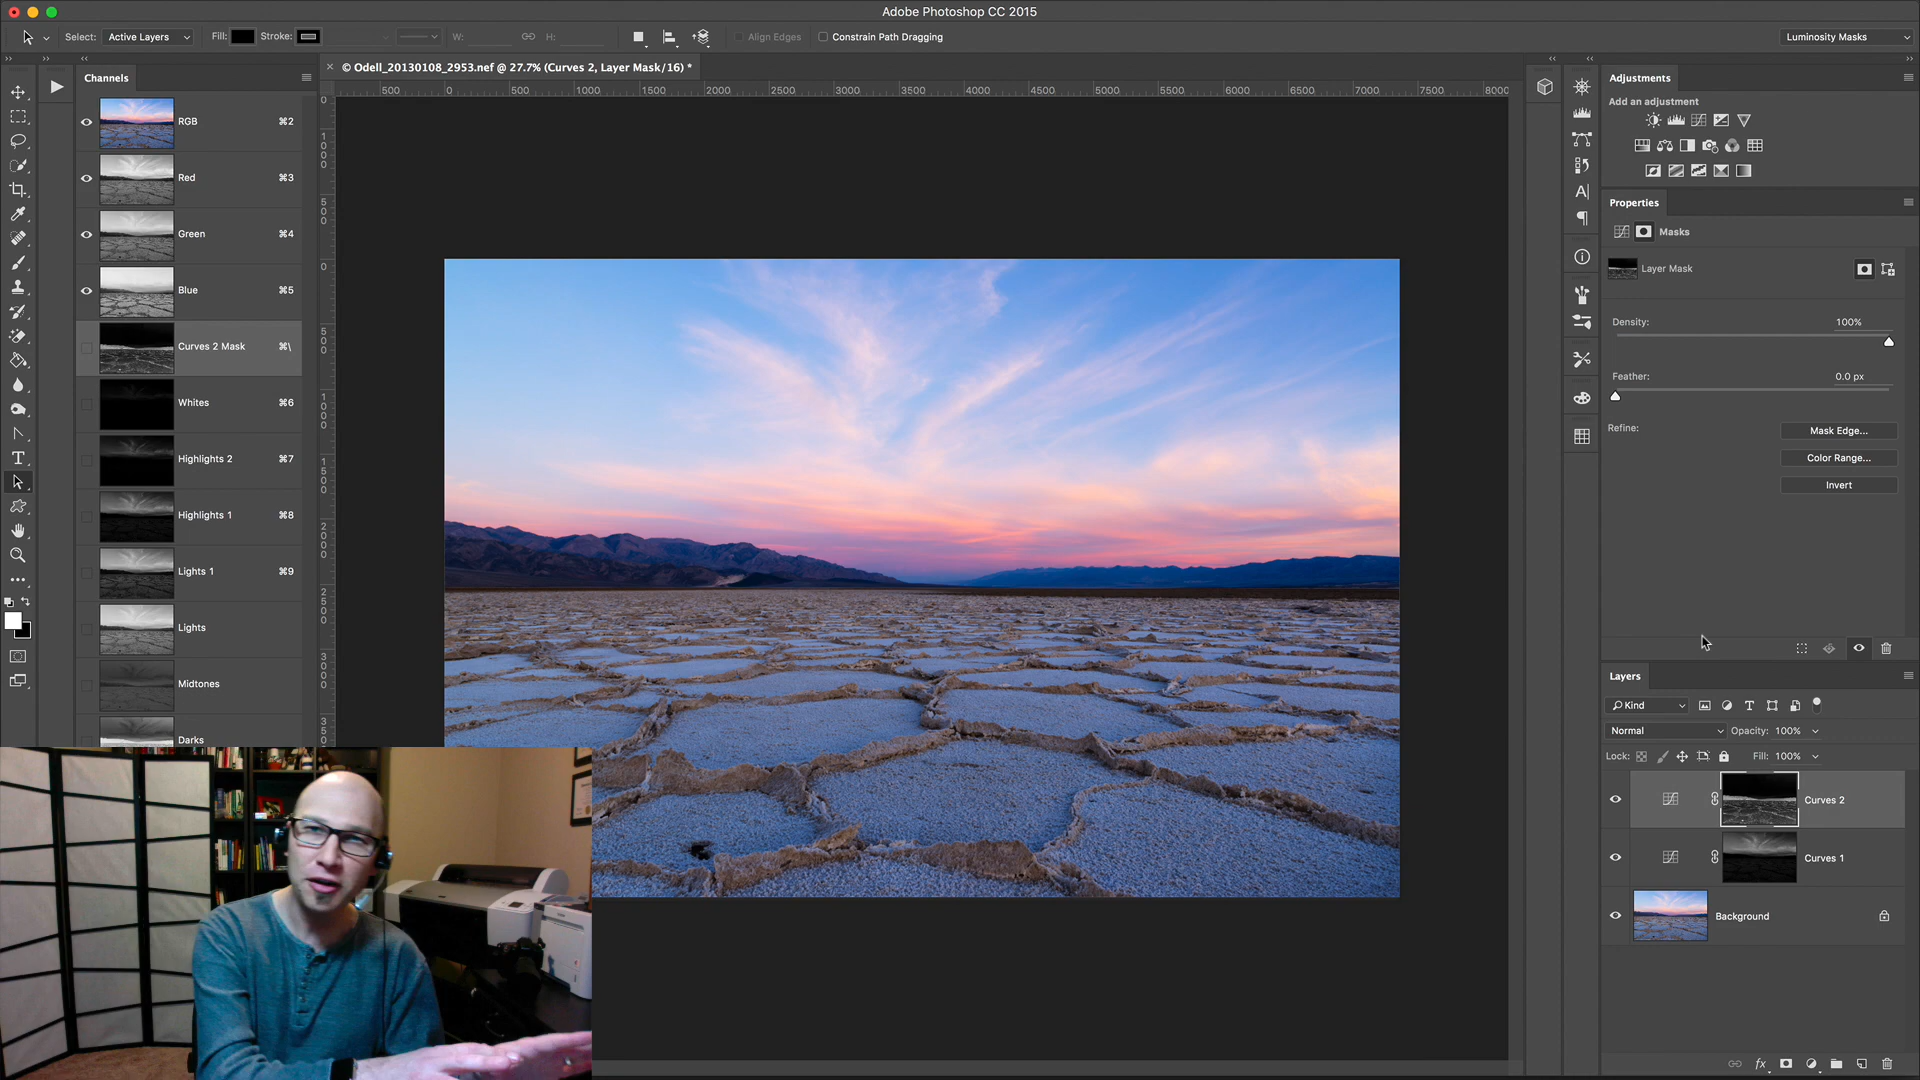 Adobe Photoshop CC 2015
Select: Active Layers Fill: Stroke: W: H: Align Edges Constrain Path Dragging Luminosity Masks
Channels
© Odell_20130108_2953.nef @ 27.7% (Curves 2, Layer Mask/16) *
500 0 500 1000 1500 2000 2500 3000 3500 4000 4500 5000 5500 6000 6500 7000 7500 8000
RGB ⌘2
Red ⌘3
Green ⌘4
Blue ⌘5
Curves 2 Mask ⌘\
Whites ⌘6
Highlights 2 ⌘7
Highlights 1 ⌘8
Lights 1 ⌘9
Lights
Midtones
Darks
Adjustments
Add an adjustment
Properties
Masks
Layer Mask
Density: 100%
Feather: 0.0 px
Refine: Mask Edge...
Color Range...
Invert
Layers
Kind
Normal Opacity: 100%
Lock: Fill: 100%
Curves 2
Curves 1
Background